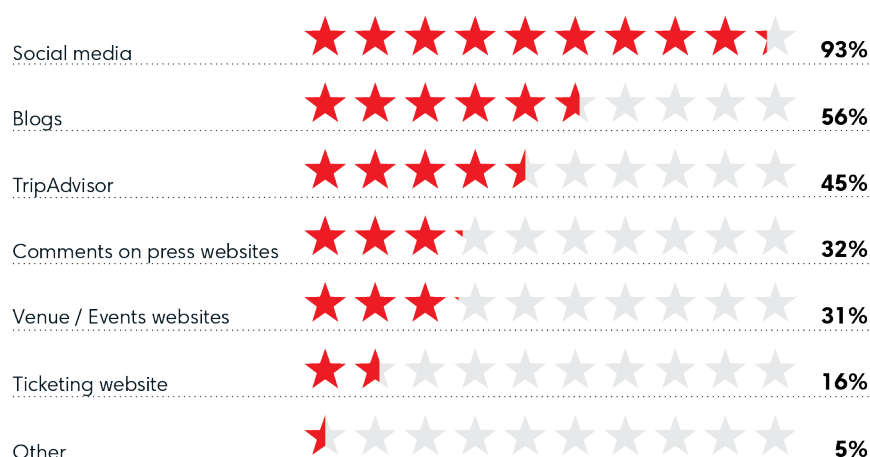 Social media 93%
Blogs 56%
TripAdvisor 45%
Comments on press websites 32%
Venue / Events websites 31%
Ticketing website 16%
Other 5%